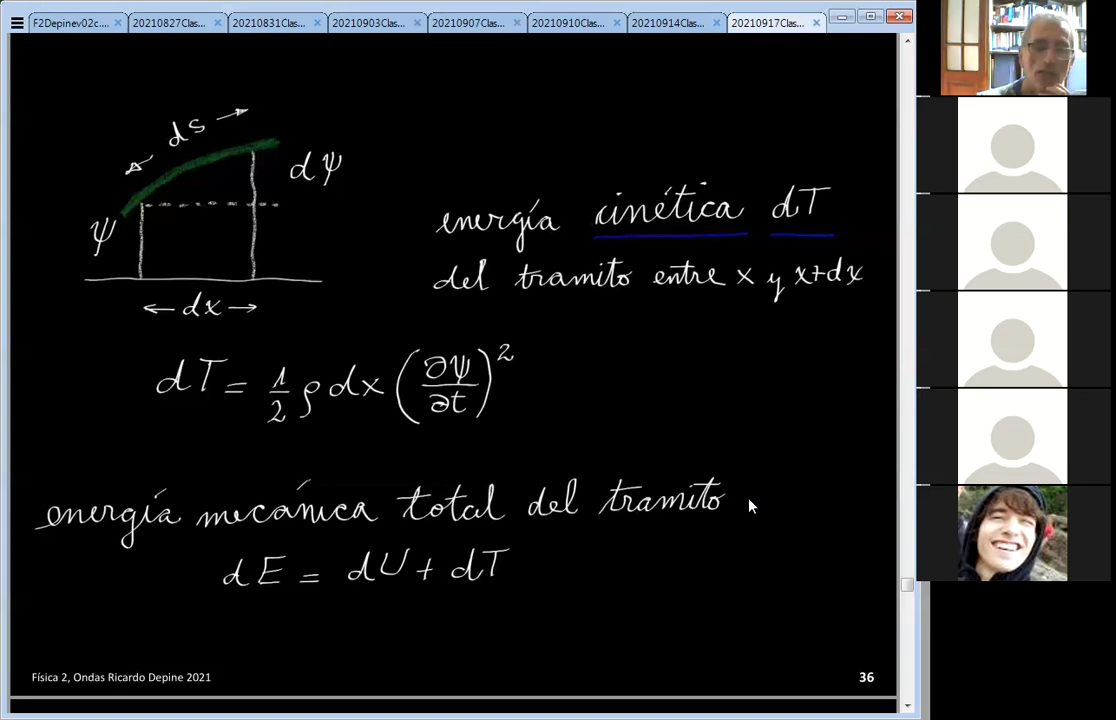 F2Depinev02c.... 20210827Clas... 20210831Clas... 20210903Clas... 20210907Clas... 20210910Clas... 20210914Clas... 20210917Clas...
ds
dψ
ψ
dx
energía cinética dT
del tramito entre x y x+dx
dT = 1/2 ρ dx (∂ψ/∂t)²
energía mecánica total del tramito
dE = dU + dT
Física 2, Ondas Ricardo Depine 2021
36